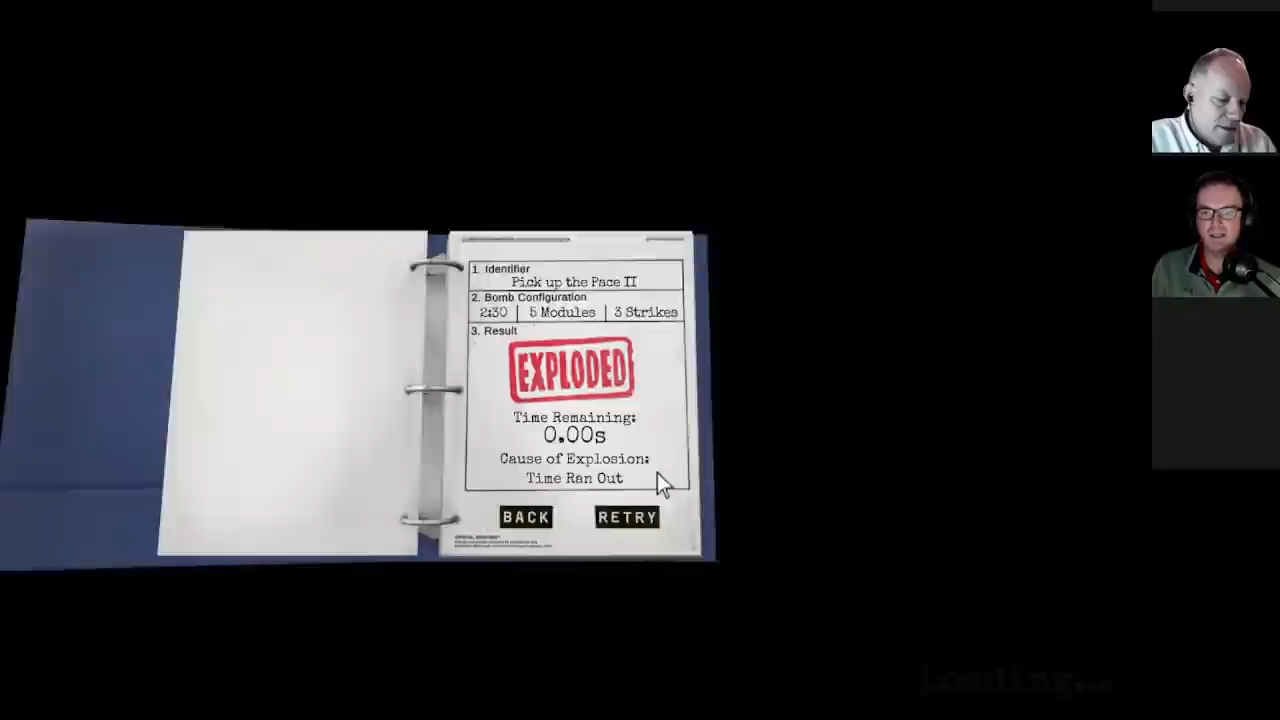 1. Identifier
Pick up the Pace II
2. Bomb Configuration
2:30 | 5 Modules | 3 Strikes
3. Result
EXPLODED
Time Remaining:
0.00s
Cause of Explosion:
Time Ran Out
BACK RETRY
Loading...